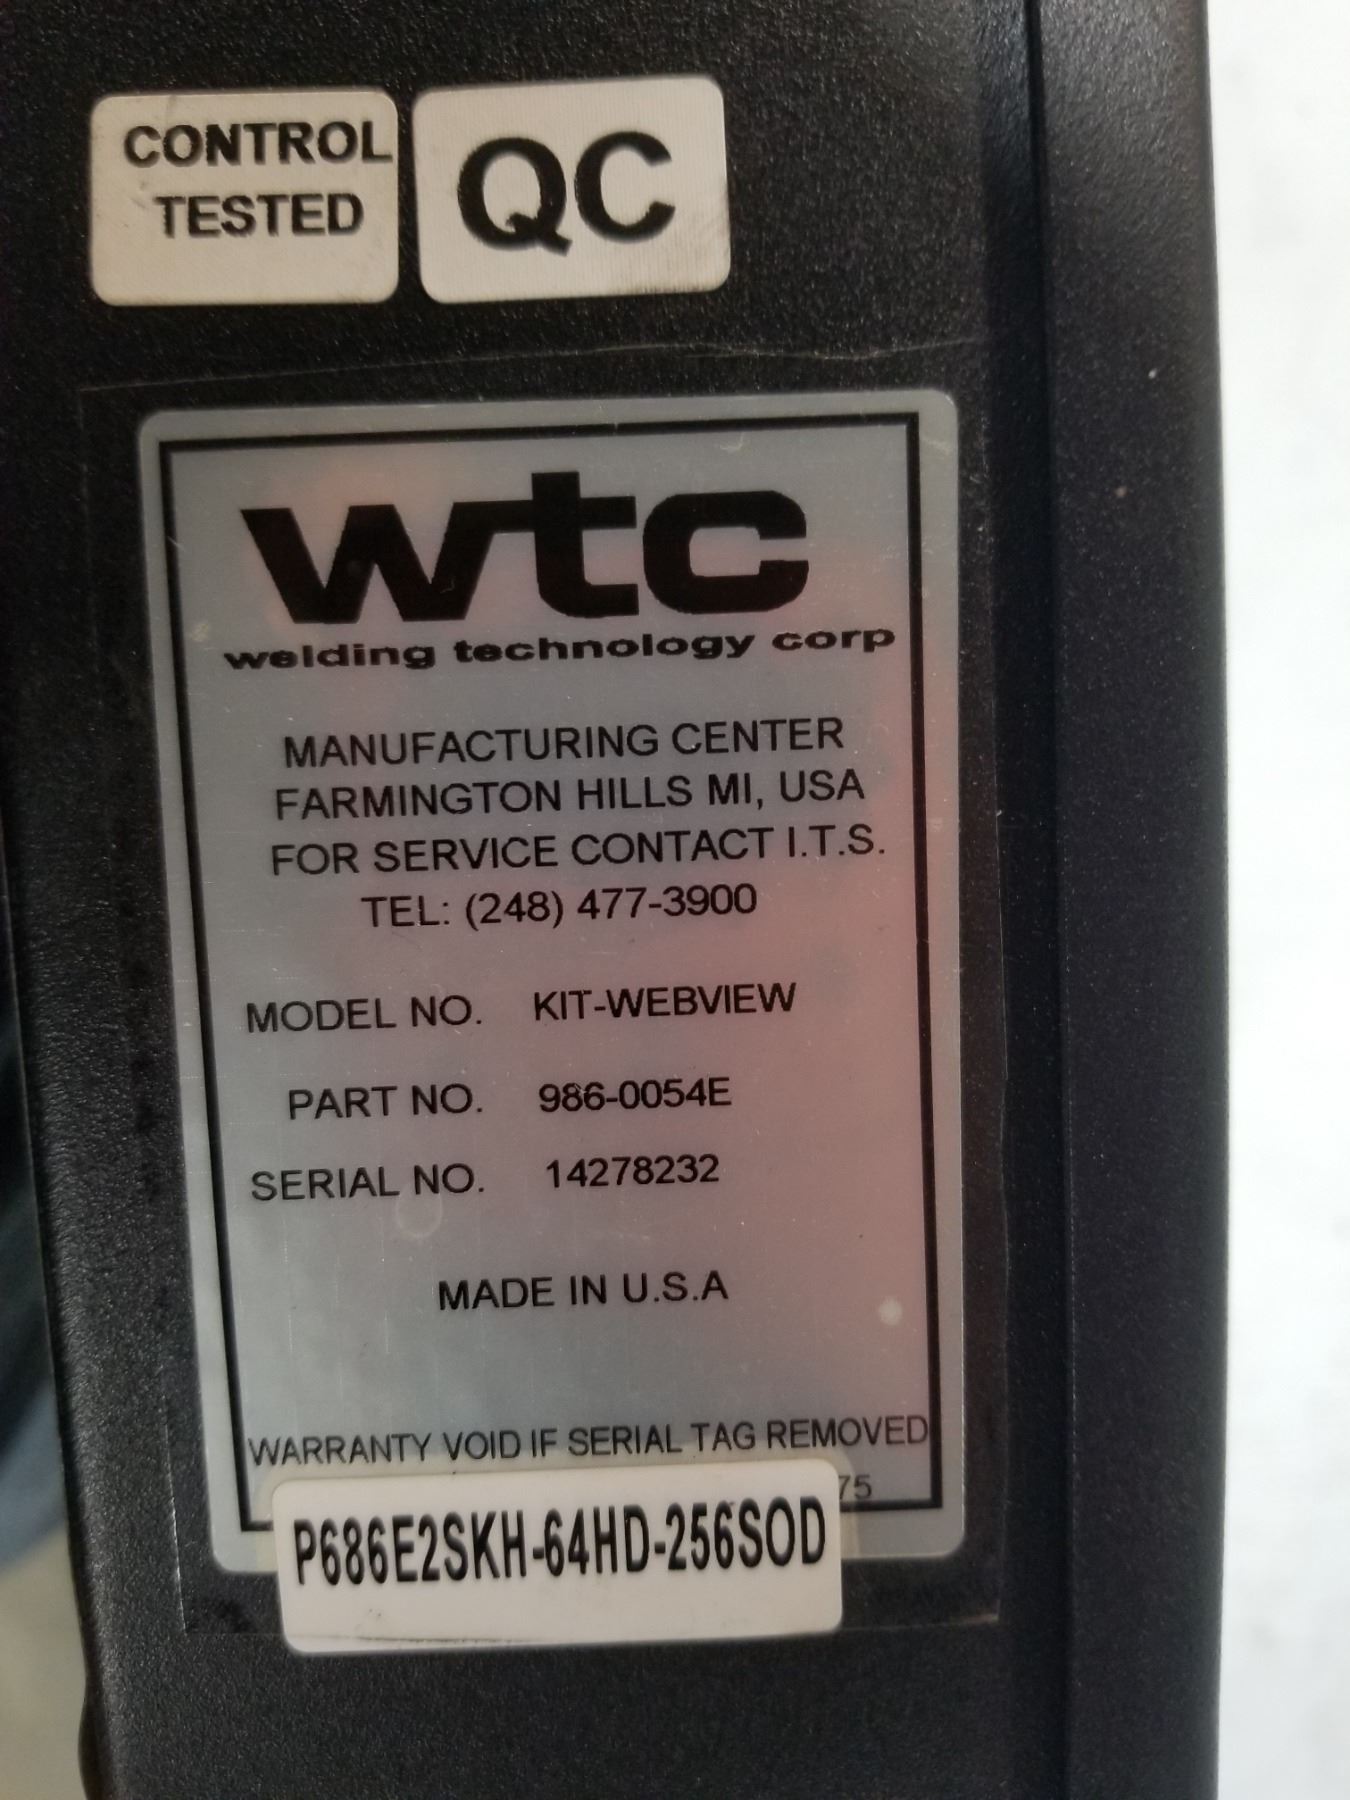 CONTROL
TESTED
QC
wtc
welding technology corp
MANUFACTURING CENTER
FARMINGTON HILLS MI, USA
FOR SERVICE CONTACT I.T.S.
TEL: (248) 477-3900
MODEL NO. KIT-WEBVIEW
PART NO. 986-0054E
SERIAL NO. 14278232
MADE IN U.S.A
WARRANTY VOID IF SERIAL TAG REMOVED
75
P686E2SKH-64HD-256SOD